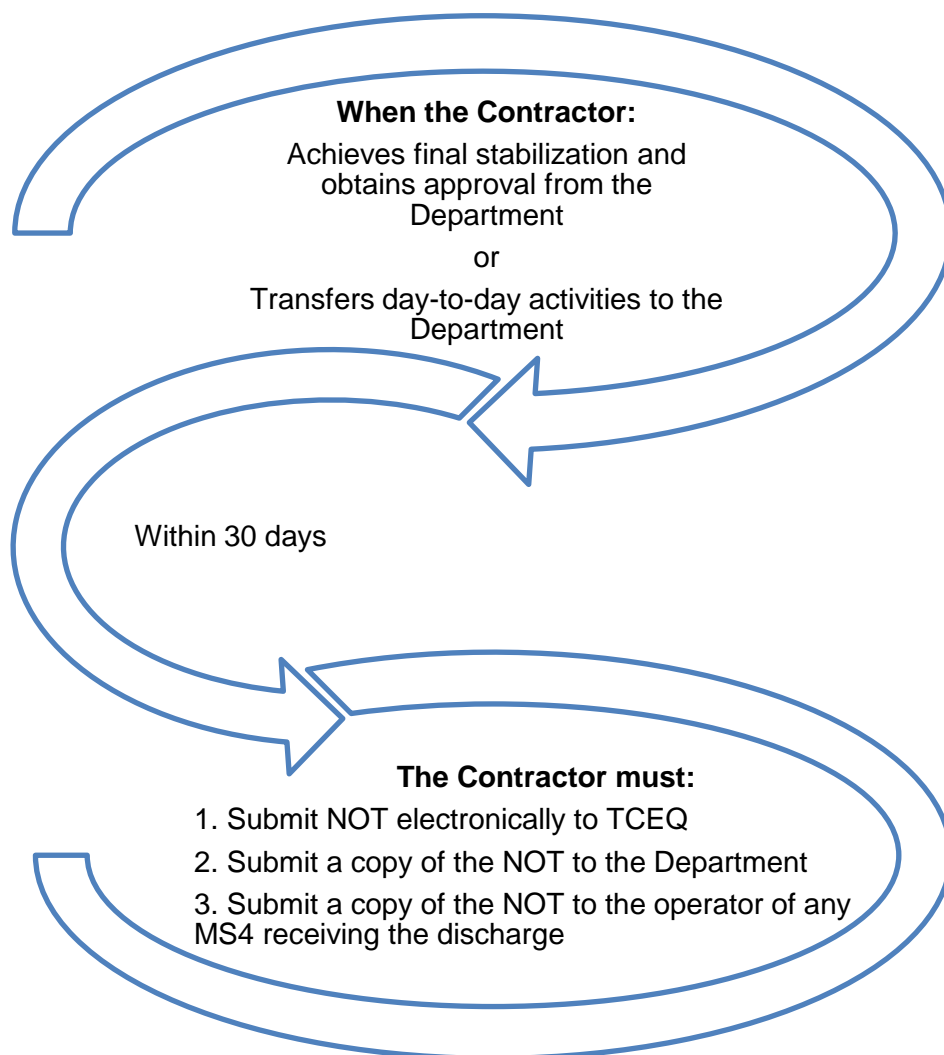 When the Contractor:
Achieves final stabilization and
obtains approval from the
Department
or
Transfers day-to-day activities to the
Department
Within 30 days
The Contractor must:
1. Submit NOT electronically to TCEQ
2. Submit a copy of the NOT to the Department
3. Submit a copy of the NOT to the operator of any
MS4 receiving the discharge